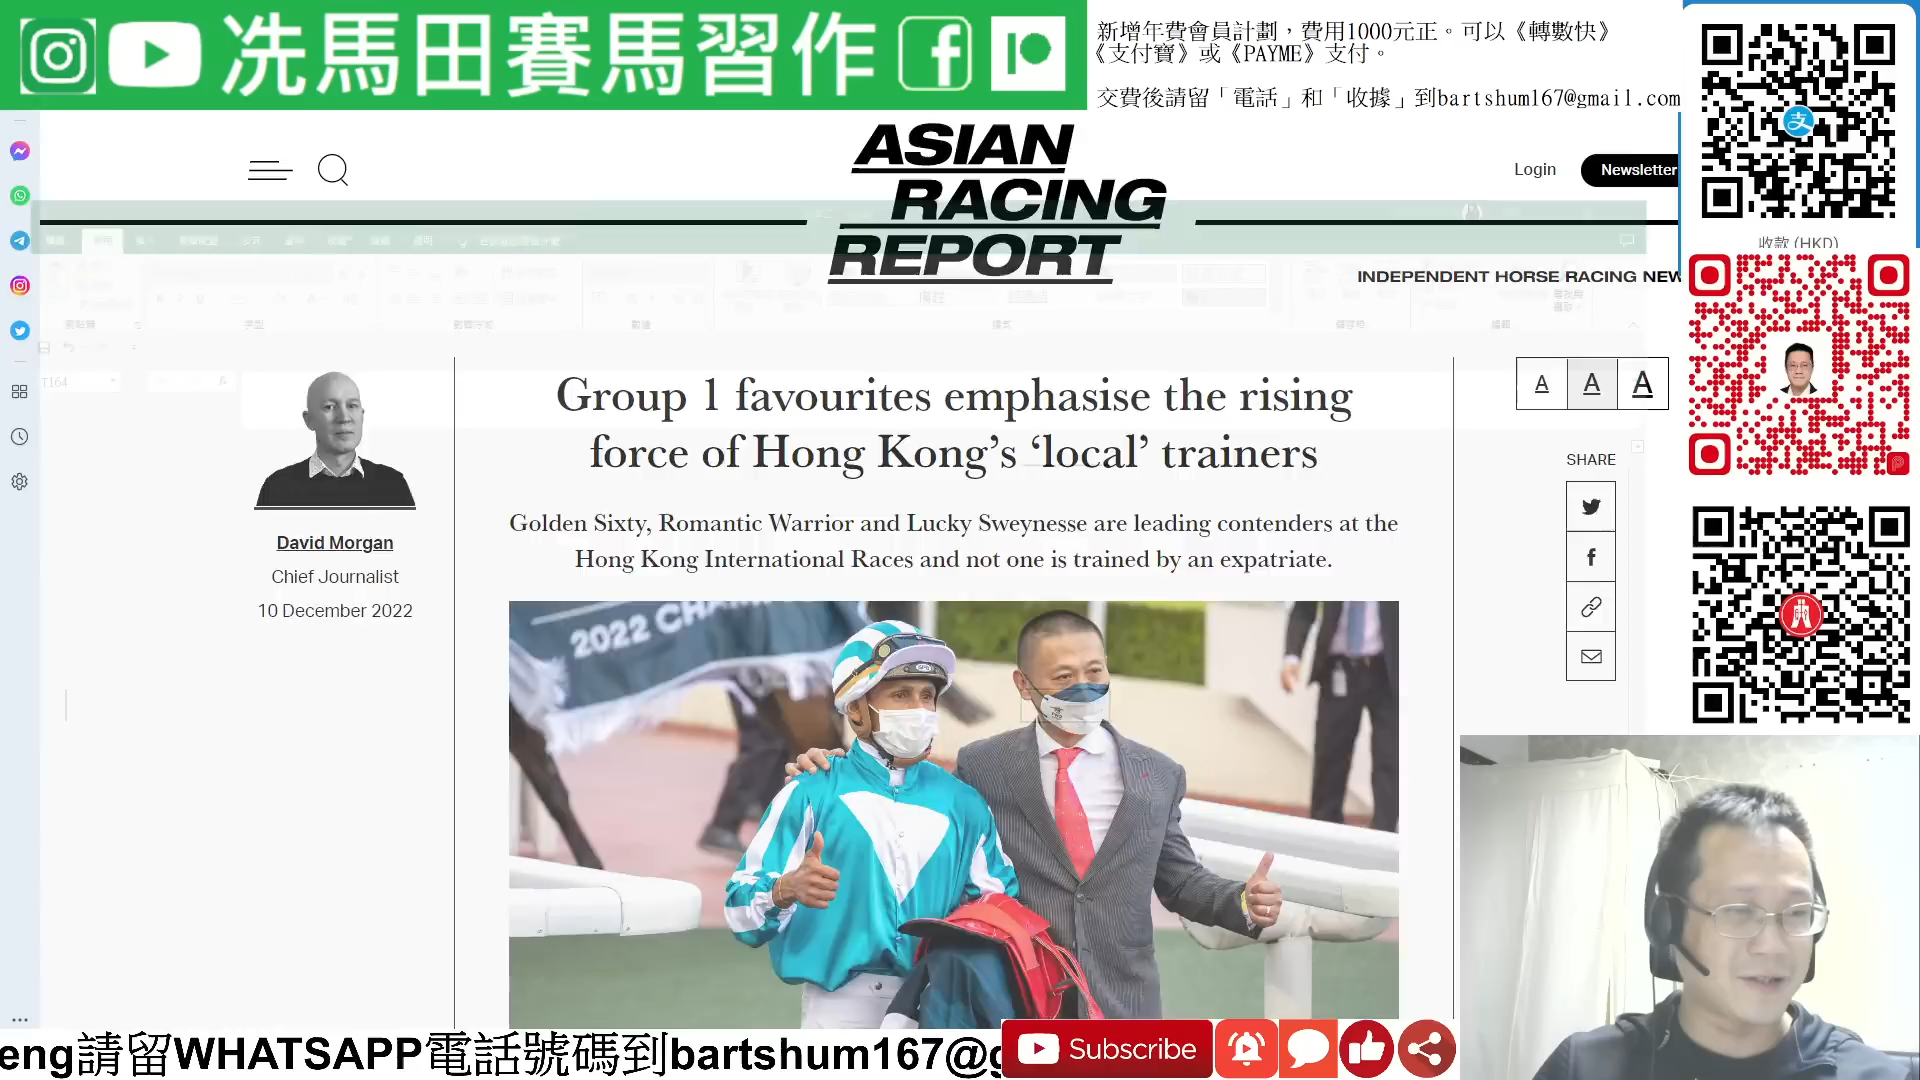 冼馬田賽馬習作
新增年費會員計劃，費用1000元正。可以《轉數快》
《支付寶》或《PAYME》支付。
交費後請留「電話」和「收據」到bartshum167@gmail.com
ASIAN
RACING
REPORT
Login
Newsletter
收款 (HKD)
INDEPENDENT HORSE RACING NEW
T164
Group 1 favourites emphasise the rising
force of Hong Kong’s ‘local’ trainers
A A A
SHARE
Golden Sixty, Romantic Warrior and Lucky Sweynesse are leading contenders at the
Hong Kong International Races and not one is trained by an expatriate.
David Morgan
Chief Journalist
10 December 2022
2022 CHAMP
eng請留WHATSAPP電話號碼到bartshum167@g
Subscribe